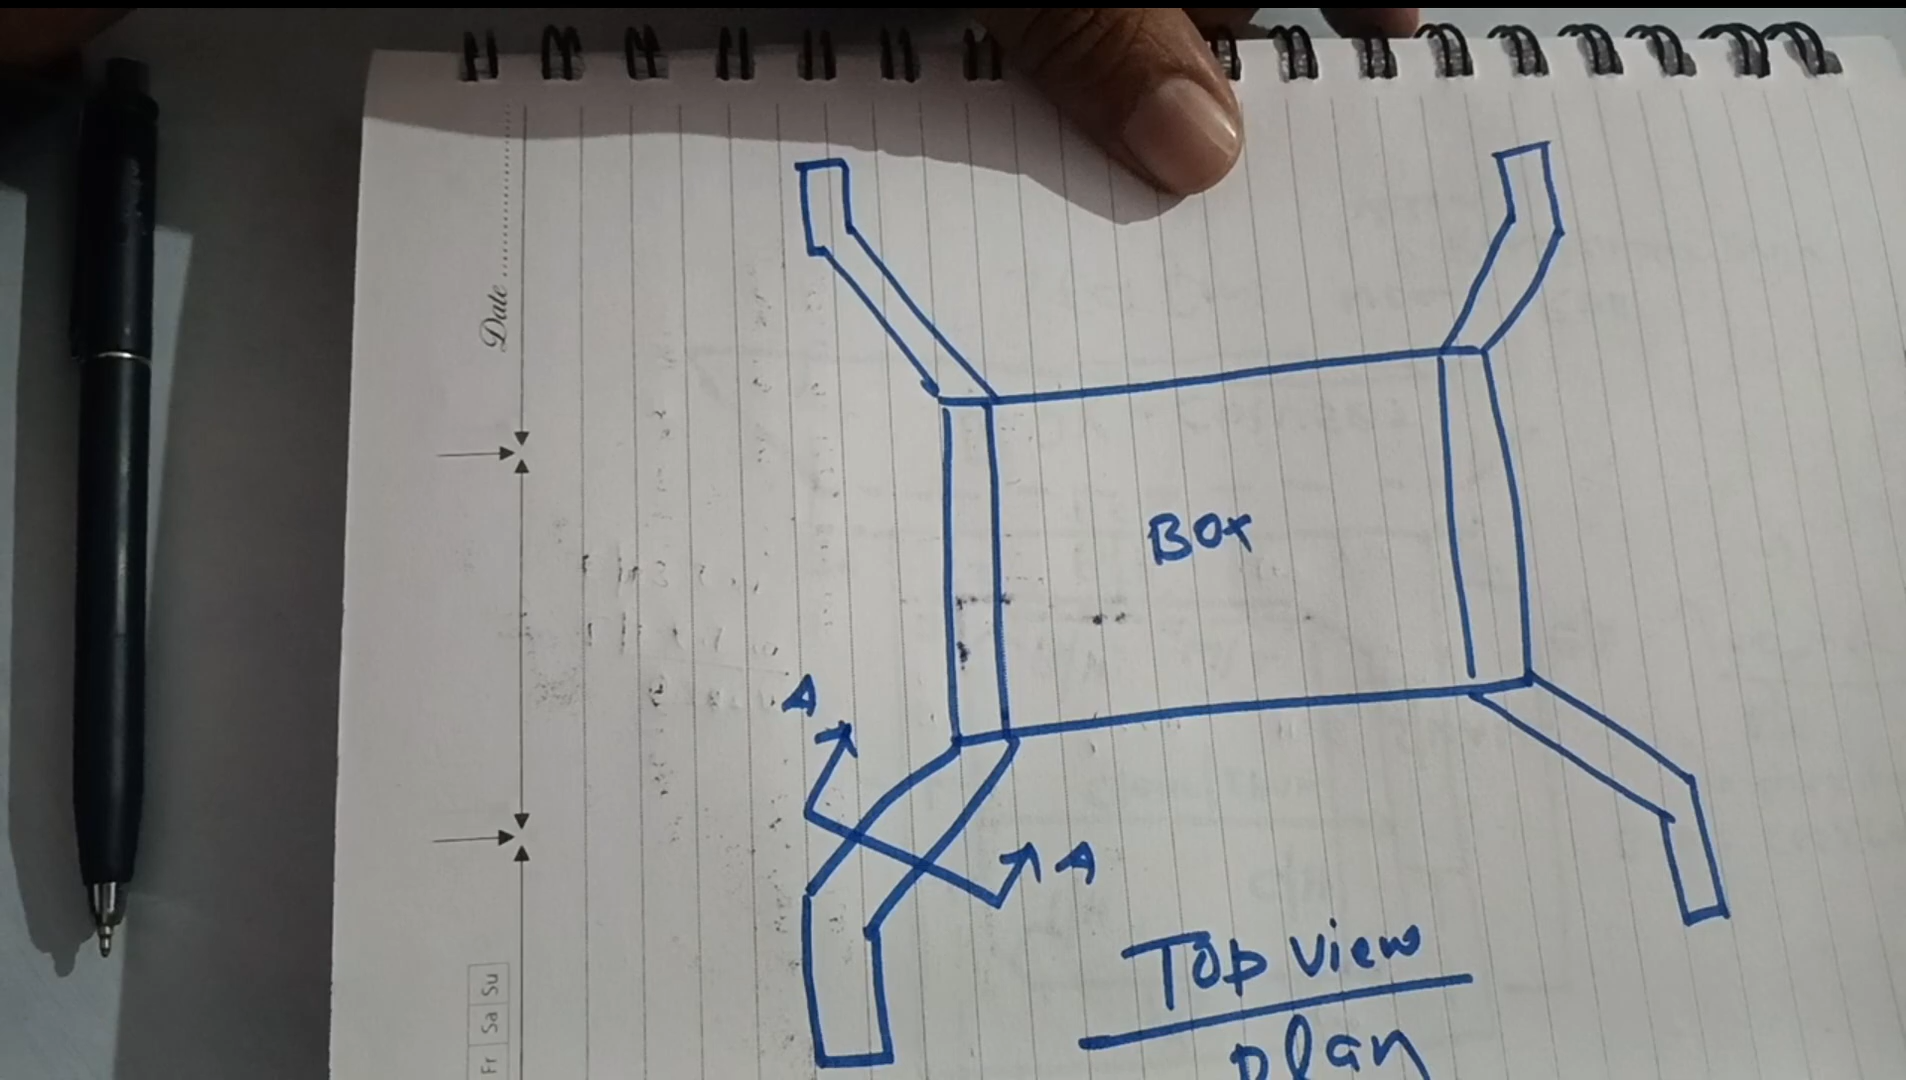 Date
BOX
A
A
Top view
plan
Fr Sa Su